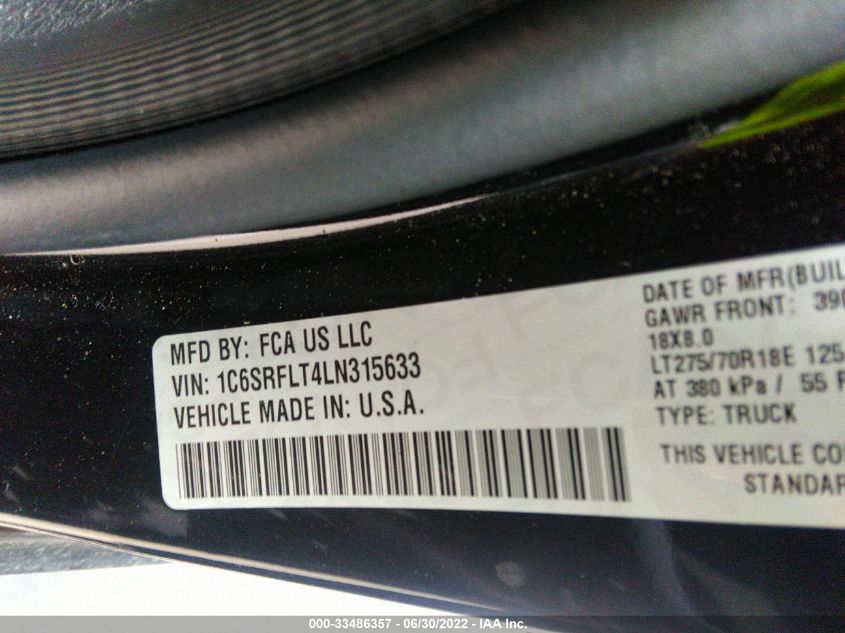 MFD BY: FCA US LLC
VIN: 1C6SRFLT4LN315633
VEHICLE MADE IN: U.S.A.
DATE OF MFR(BUIL
GAWR FRONT: 39
18X8.0
LT275/70R18E 125
AT 380 kPa / 55
TYPE: TRUCK
THIS VEHICLE CO
STANDAR
000-33486357 - 06/30/2022 - IAA Inc.